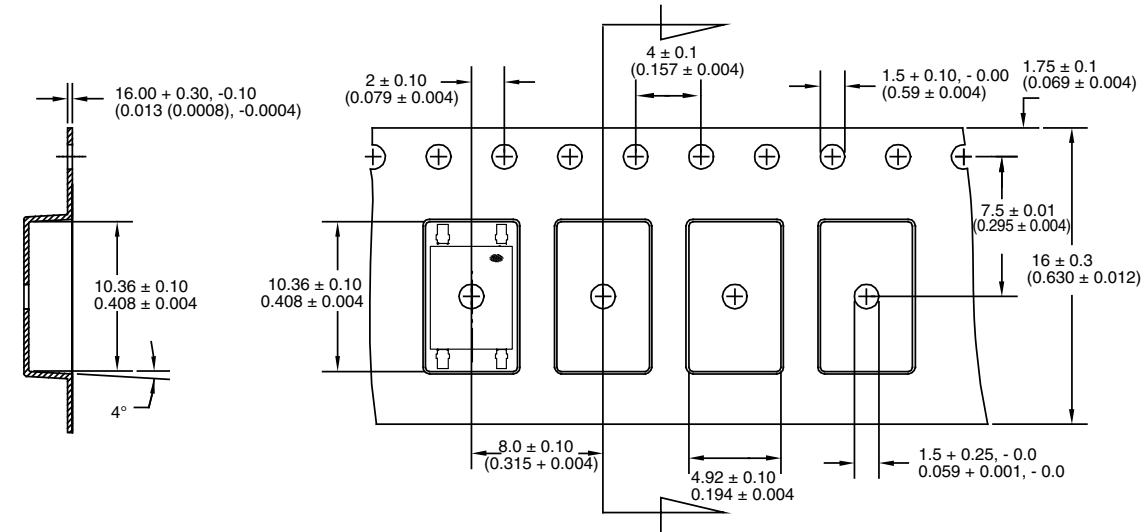 16.00 + 0.30, -0.10
(0.013 (0.0008), -0.0004)
2 ± 0.10
(0.079 ± 0.004)
4 ± 0.1
(0.157 ± 0.004)
1.5 + 0.10, - 0.00
(0.59 ± 0.004)
1.75 ± 0.1
(0.069 ± 0.004)
7.5 ± 0.01
(0.295 ± 0.004)
16 ± 0.3
(0.630 ± 0.012)
10.36 ± 0.10
0.408 ± 0.004
10.36 ± 0.10
0.408 ± 0.004
4°
8.0 ± 0.10
(0.315 + 0.004)
4.92 ± 0.10
0.194 ± 0.004
1.5 + 0.25, - 0.0
0.059 + 0.001, - 0.0